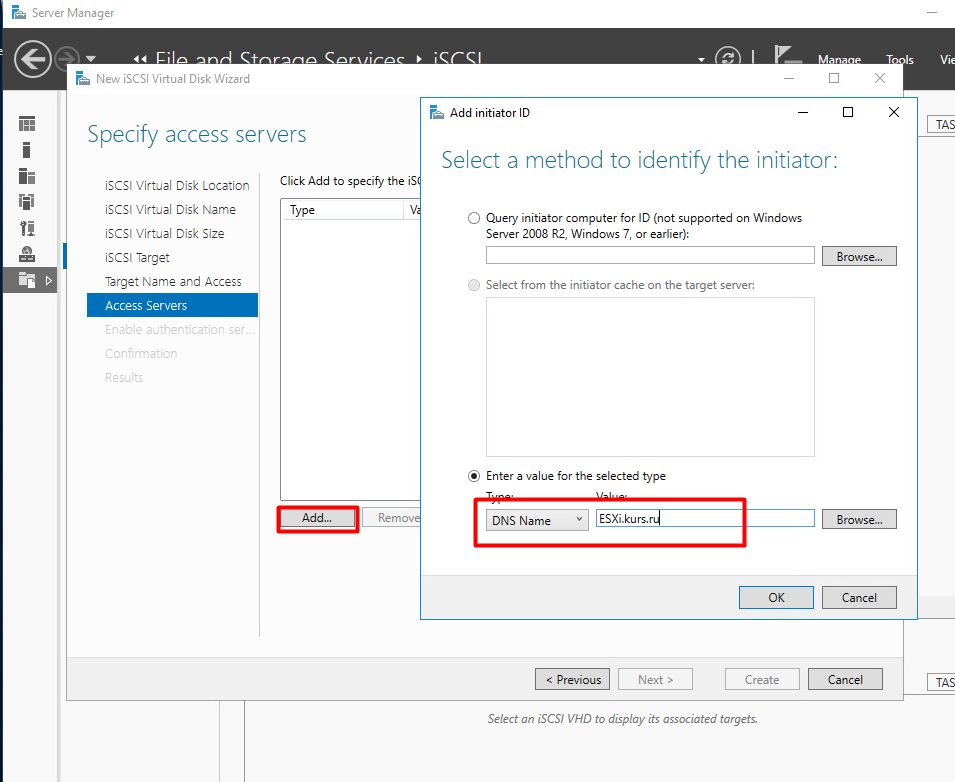 Server Manager
File and Storage Services
iSCSI
Manage
Tools
New iSCSI Virtual Disk Wizard
Specify access servers
iSCSI Virtual Disk Location
iSCSI Virtual Disk Name
iSCSI Virtual Disk Size
iSCSI Target
Target Name and Access
Access Servers
Enable authentication ser...
Confirmation
Results
Click Add to specify the
Type
Add...
Remove
Add initiator ID
Select a method to identify the initiator:
Query initiator computer for ID (not supported on Windows
Server 2008 R2, Windows 7, or earlier):
Browse...
Select from the initiator cache on the target server:
Enter a value for the selected type
Type:
Value:
DNS Name
ESXi.kurs.ru
Browse...
OK
Cancel
< Previous
Next >
Create
Cancel
Select an iSCSI VHD to display its associated targets.